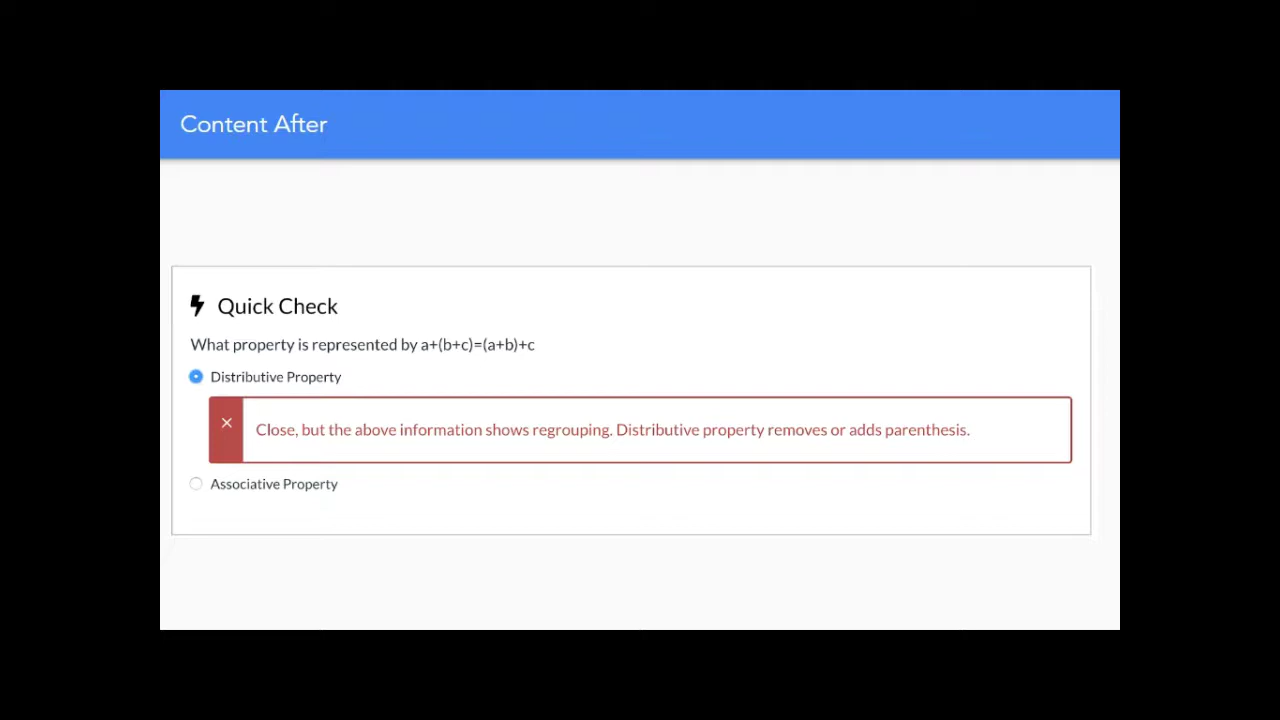 Content After
Quick Check
What property is represented by a+(b+c)=(a+b)+c
Distributive Property
Close, but the above information shows regrouping. Distributive property removes or adds parenthesis.
Associative Property